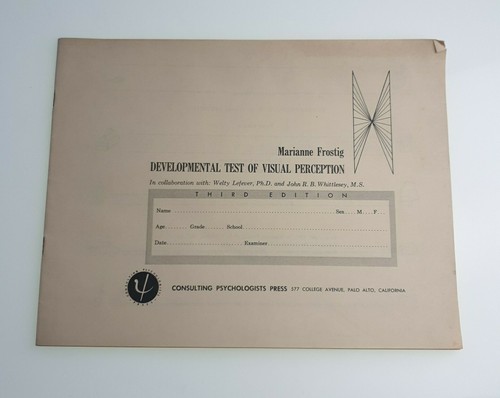 Marianne Frostig
DEVELOPMENTAL TEST OF VISUAL PERCEPTION
In collaboration with: Welty Lefever, Ph.D. and John R. B. Whittlesey, M.S.
THIRD EDITION
Name Sex M. F.
Age Grade School
Date Examiner
CONSULTING PSYCHOLOGISTS PRESS 577 COLLEGE AVENUE, PALO ALTO, CALIFORNIA